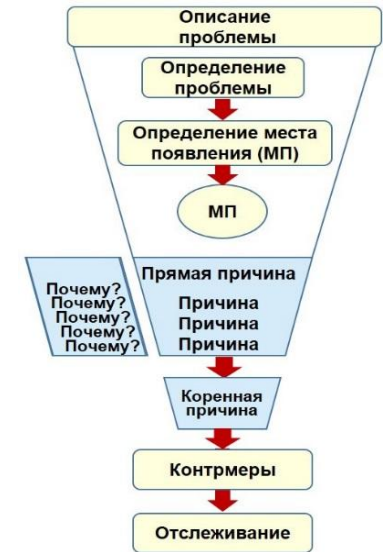 Описание
проблемы
Определение
проблемы
Определение места
появления (МП)
МП
Прямая причина
Причина
Причина
Причина
Почему?
Почему?
Почему?
Почему?
Почему?
Коренная
причина
Контрмеры
Отслеживание